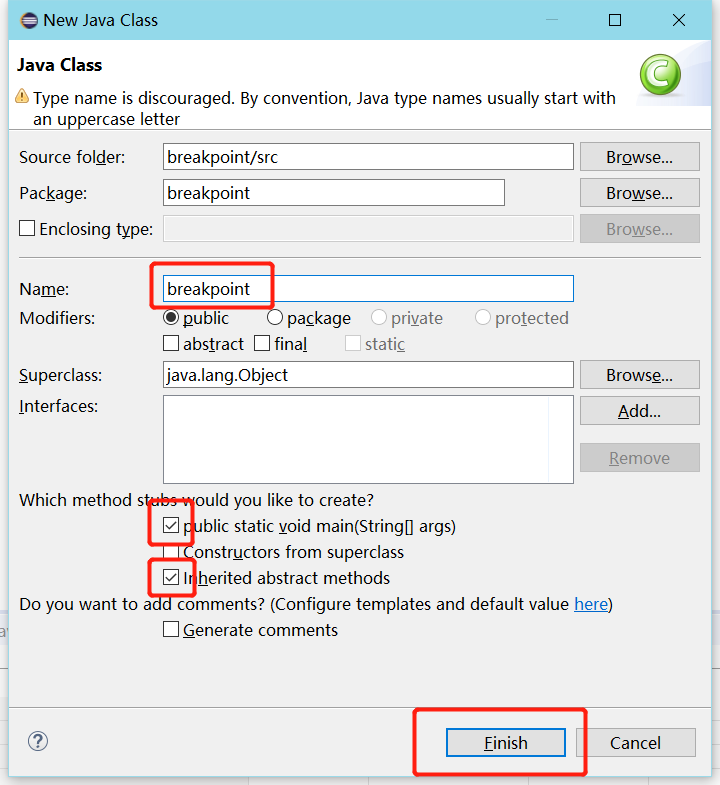 New Java Class
Java Class
Type name is discouraged. By convention, Java type names usually start with
an uppercase letter
Source folder: breakpoint/src Browse...
Package: breakpoint Browse...
Enclosing type: Browse...
Name: breakpoint
Modifiers: public package private protected
abstract final static
Superclass: java.lang.Object Browse...
Interfaces: Add...
Remove
Which method stubs would you like to create?
public static void main(String[] args)
Constructors from superclass
Inherited abstract methods
Do you want to add comments? (Configure templates and default value here)
Generate comments
? Finish Cancel